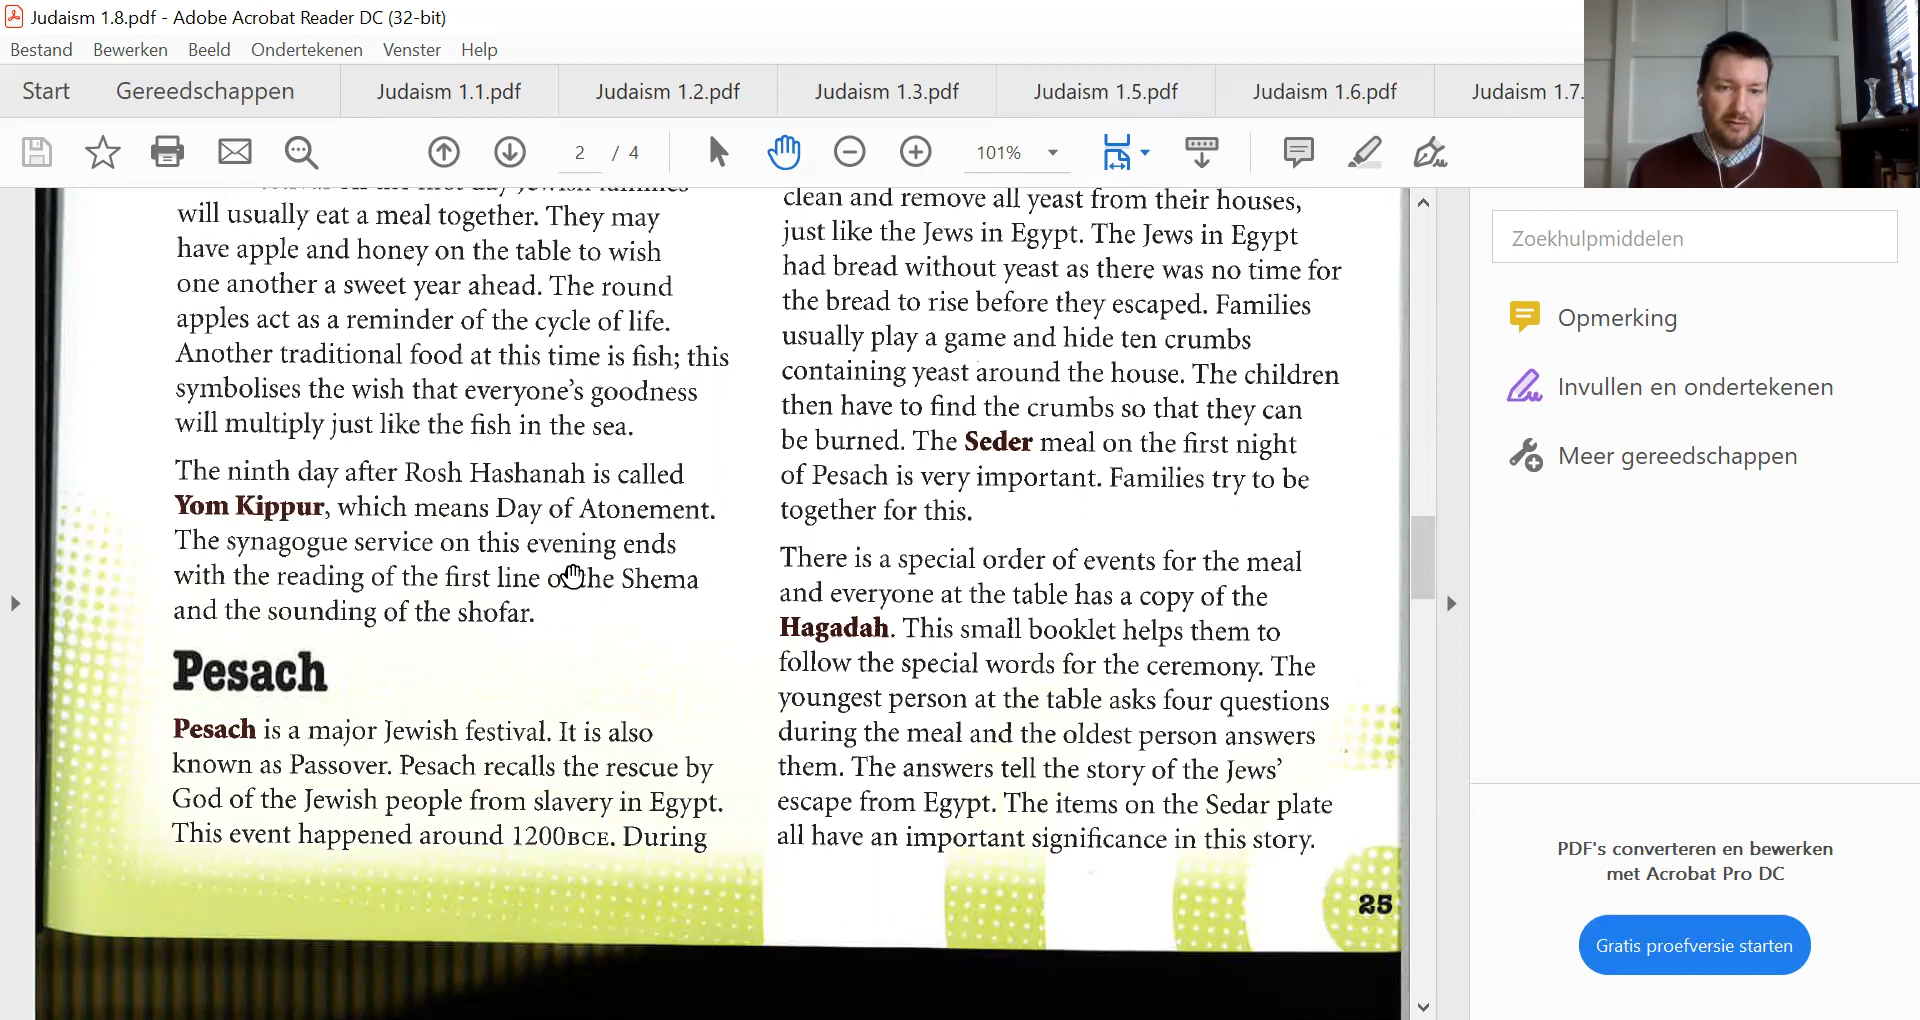 Judaism 1.8.pdf - Adobe Acrobat Reader DC (32-bit)
Bestand Bewerken Beeld Ondertekenen Venster Help
Start Gereedschappen Judaism 1.1.pdf Judaism 1.2.pdf Judaism 1.3.pdf Judaism 1.5.pdf Judaism 1.6.pdf Judaism 1.7.
2 / 4 101%
will usually eat a meal together. They may
have apple and honey on the table to wish
one another a sweet year ahead. The round
apples act as a reminder of the cycle of life.
Another traditional food at this time is fish; this
symbolises the wish that everyone's goodness
will multiply just like the fish in the sea.
The ninth day after Rosh Hashanah is called
Yom Kippur, which means Day of Atonement.
The synagogue service on this evening ends
with the reading of the first line of the Shema
and the sounding of the shofar.
Pesach
Pesach is a major Jewish festival. It is also
known as Passover. Pesach recalls the rescue by
God of the Jewish people from slavery in Egypt.
This event happened around 1200BCE. During
clean and remove all yeast from their houses,
just like the Jews in Egypt. The Jews in Egypt
had bread without yeast as there was no time for
the bread to rise before they escaped. Families
usually play a game and hide ten crumbs
containing yeast around the house. The children
then have to find the crumbs so that they can
be burned. The Seder meal on the first night
of Pesach is very important. Families try to be
together for this.
There is a special order of events for the meal
and everyone at the table has a copy of the
Hagadah. This small booklet helps them to
follow the special words for the ceremony. The
youngest person at the table asks four questions
during the meal and the oldest person answers
them. The answers tell the story of the Jews'
escape from Egypt. The items on the Sedar plate
all have an important significance in this story.
25
Zoekhulpmiddelen
Opmerking
Invullen en ondertekenen
Meer gereedschappen
PDF's converteren en bewerken
met Acrobat Pro DC
Gratis proefversie starten